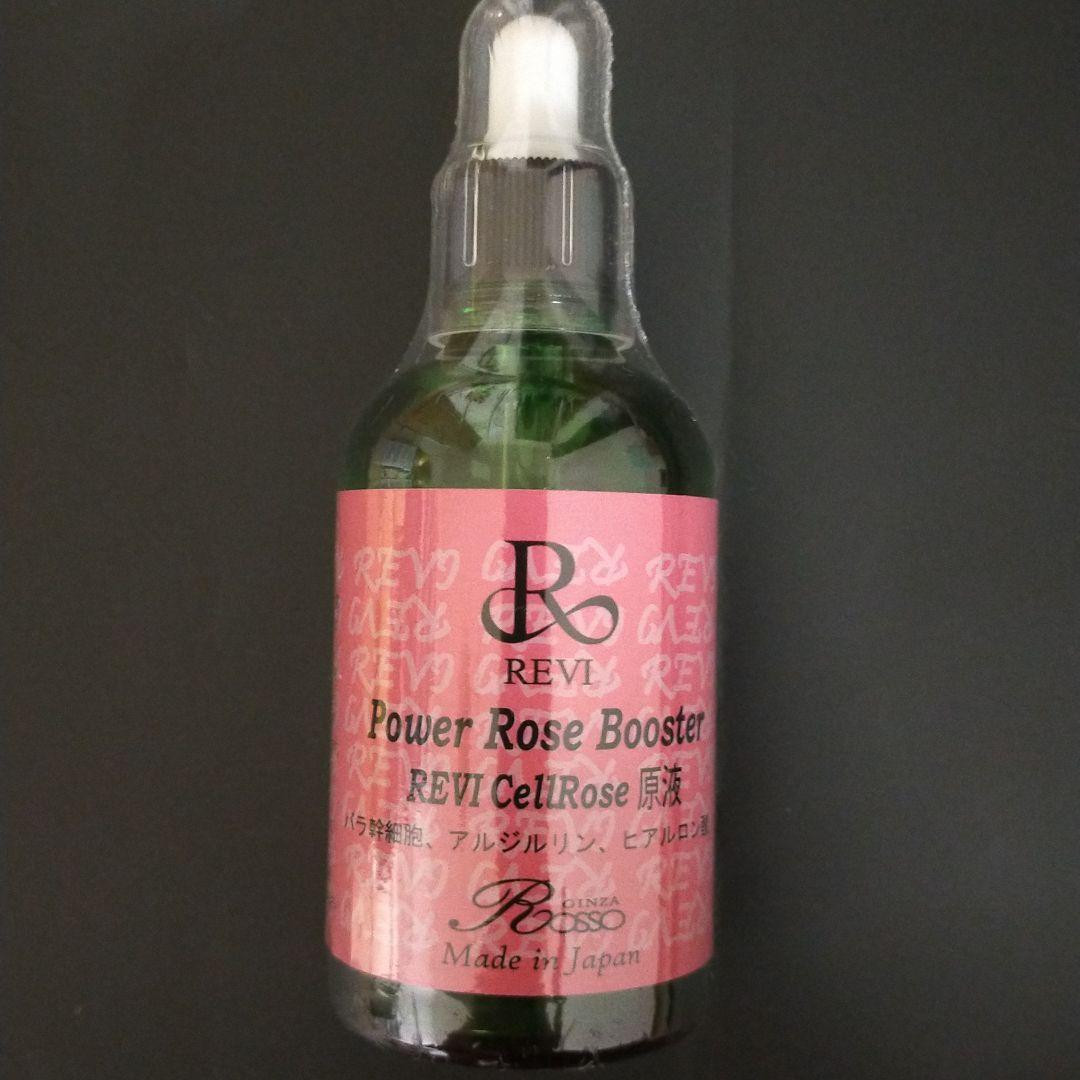 R
REVI
Power Rose Booster
REVI CellRose 原液
バラ幹細胞、アルジルリン、ヒアルロン酸
Rosso
GINZA
Made in Japan